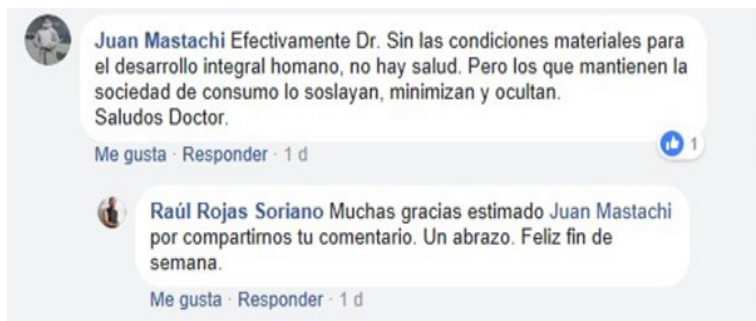 Juan Mastachi Efectivamente Dr. Sin las condiciones materiales para
el desarrollo integral humano, no hay salud. Pero los que mantienen la
sociedad de consumo lo soslayan, minimizan y ocultan.
Saludos Doctor.
1
Me gusta · Responder · 1 d
Raúl Rojas Soriano Muchas gracias estimado Juan Mastachi
por compartirnos tu comentario. Un abrazo. Feliz fin de
semana.
Me gusta · Responder · 1 d